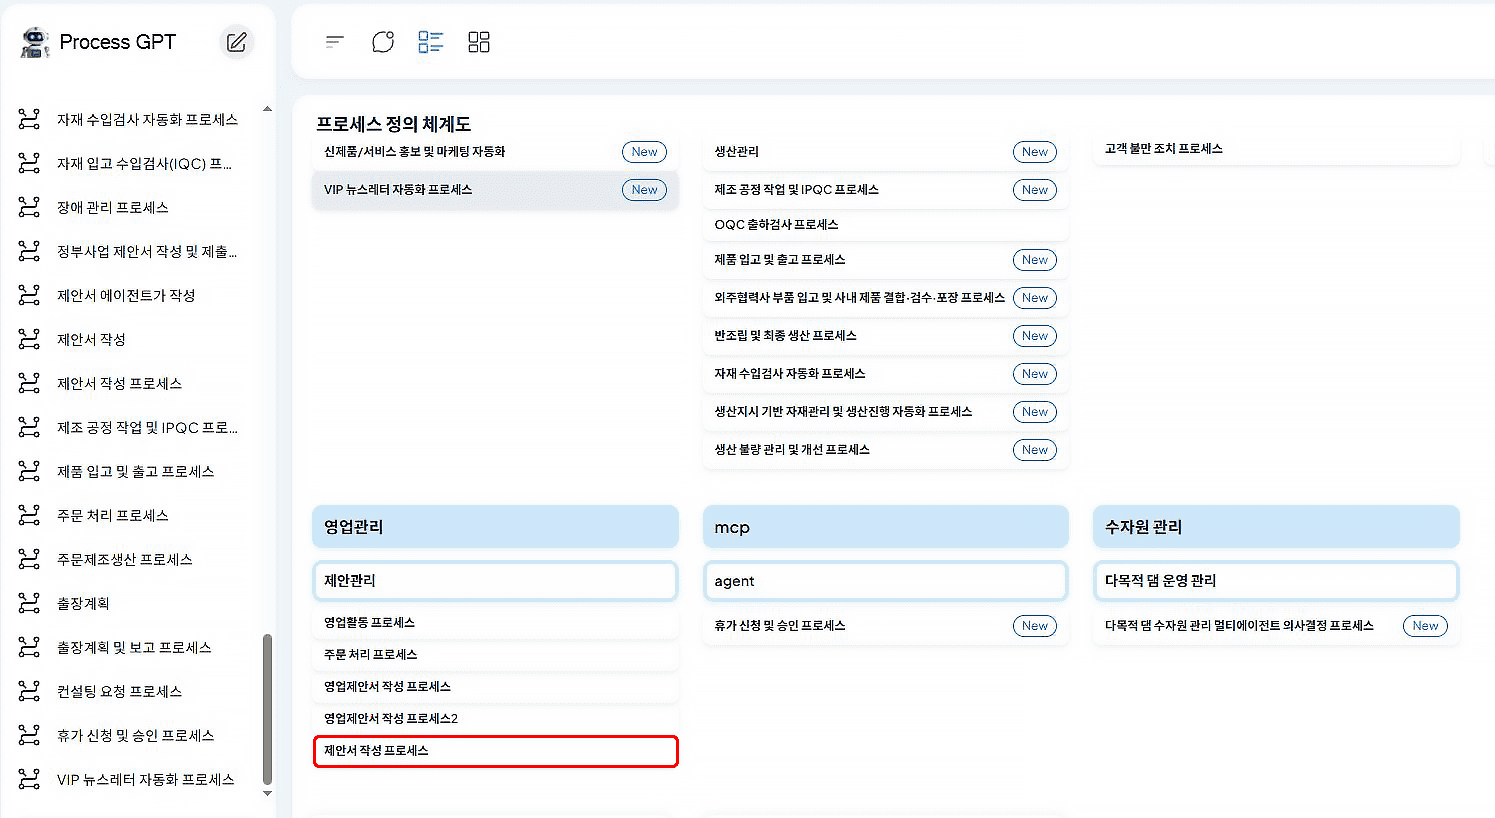 Process GPT
자재 수입검사 자동화 프로세스
자재 입고 수입검사(IQC) 프...
장애 관리 프로세스
정부사업 제안서 작성 및 제출...
제안서 에이전트가 작성
제안서 작성
제안서 작성 프로세스
제조 공정 작업 및 IPQC 프로...
제품 입고 및 출고 프로세스
주문 처리 프로세스
주문제조생산 프로세스
출장계획
출장계획 및 보고 프로세스
컨설팅 요청 프로세스
휴가 신청 및 승인 프로세스
VIP 뉴스레터 자동화 프로세스
프로세스 정의 체계도
신제품/서비스 홍보 및 마케팅 자동화 New
VIP 뉴스레터 자동화 프로세스 New
생산관리 New
제조 공정 작업 및 IPQC 프로세스 New
OQC 출하검사 프로세스
제품 입고 및 출고 프로세스 New
외주협력사 부품 입고 및 사내 제품 결합·검수·포장 프로세스 New
반조립 및 최종 생산 프로세스 New
자재 수입검사 자동화 프로세스 New
생산지시 기반 자재관리 및 생산진행 자동화 프로세스 New
생산 불량 관리 및 개선 프로세스 New
고객 불만 조치 프로세스
영업관리
제안관리
영업활동 프로세스
주문 처리 프로세스
영업제안서 작성 프로세스
영업제안서 작성 프로세스2
제안서 작성 프로세스
mcp
agent
휴가 신청 및 승인 프로세스 New
수자원 관리
다목적 댐 운영 관리
다목적 댐 수자원 관리 멀티에이전트 의사결정 프로세스 New